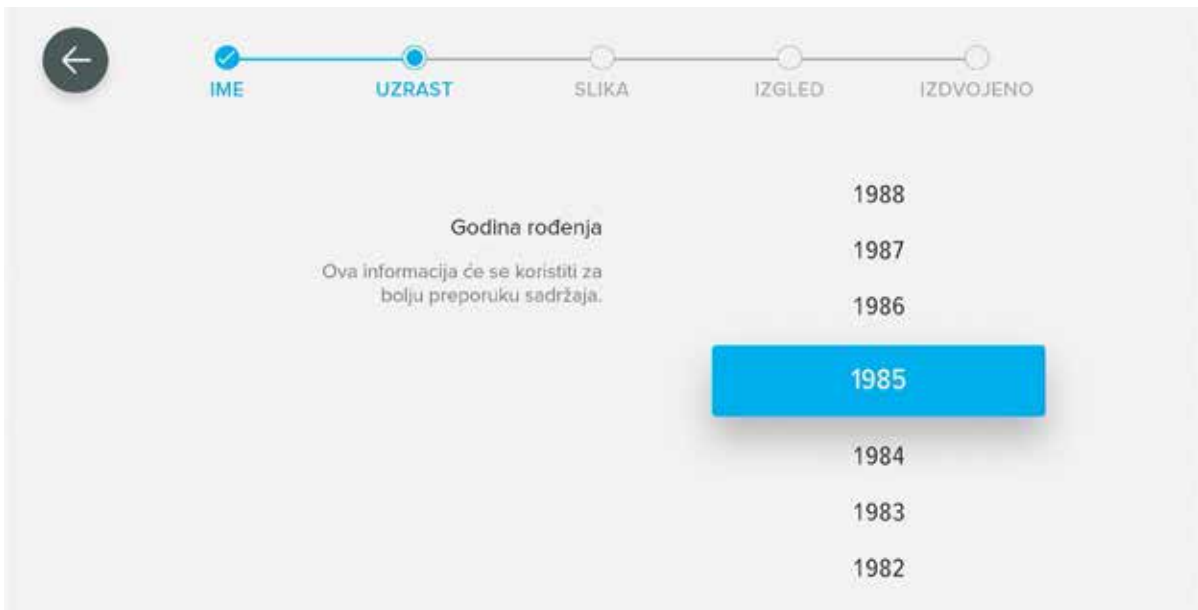 IME
UZRAST
SLIKA
IZGLED
IZDVOJENO
Godina rođenja
Ova informacija će se koristiti za
bolju preporuku sadržaja.
1988
1987
1986
1985
1984
1983
1982